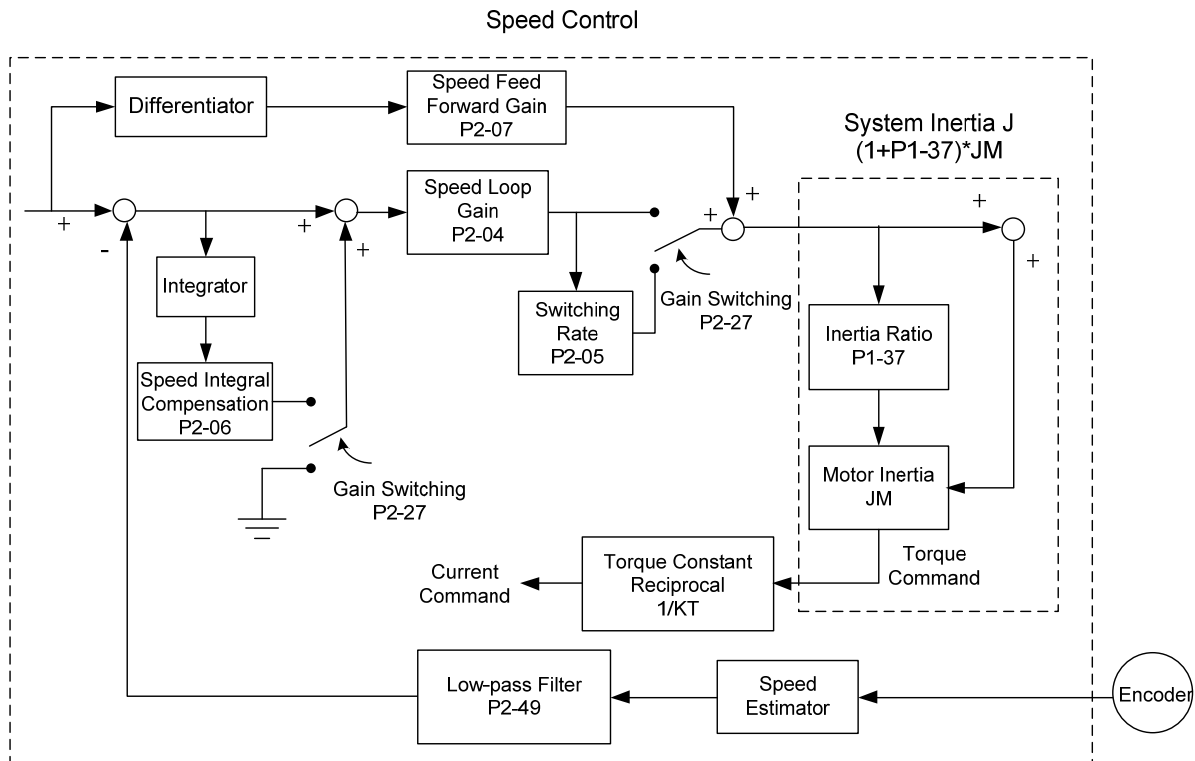 Speed Control
Differentiator
Speed Feed
Forward Gain
P2-07
System Inertia J
(1+P1-37)*JM
+
-
+
+
Speed Loop
Gain
P2-04
+
+
+
+
Integrator
Switching
Rate
P2-05
Gain Switching
P2-27
Inertia Ratio
P1-37
Speed Integral
Compensation
P2-06
Gain Switching
P2-27
Motor Inertia
JM
Torque
Command
Torque Constant
Reciprocal
1/KT
Current
Command
Low-pass Filter
P2-49
Speed
Estimator
Encoder